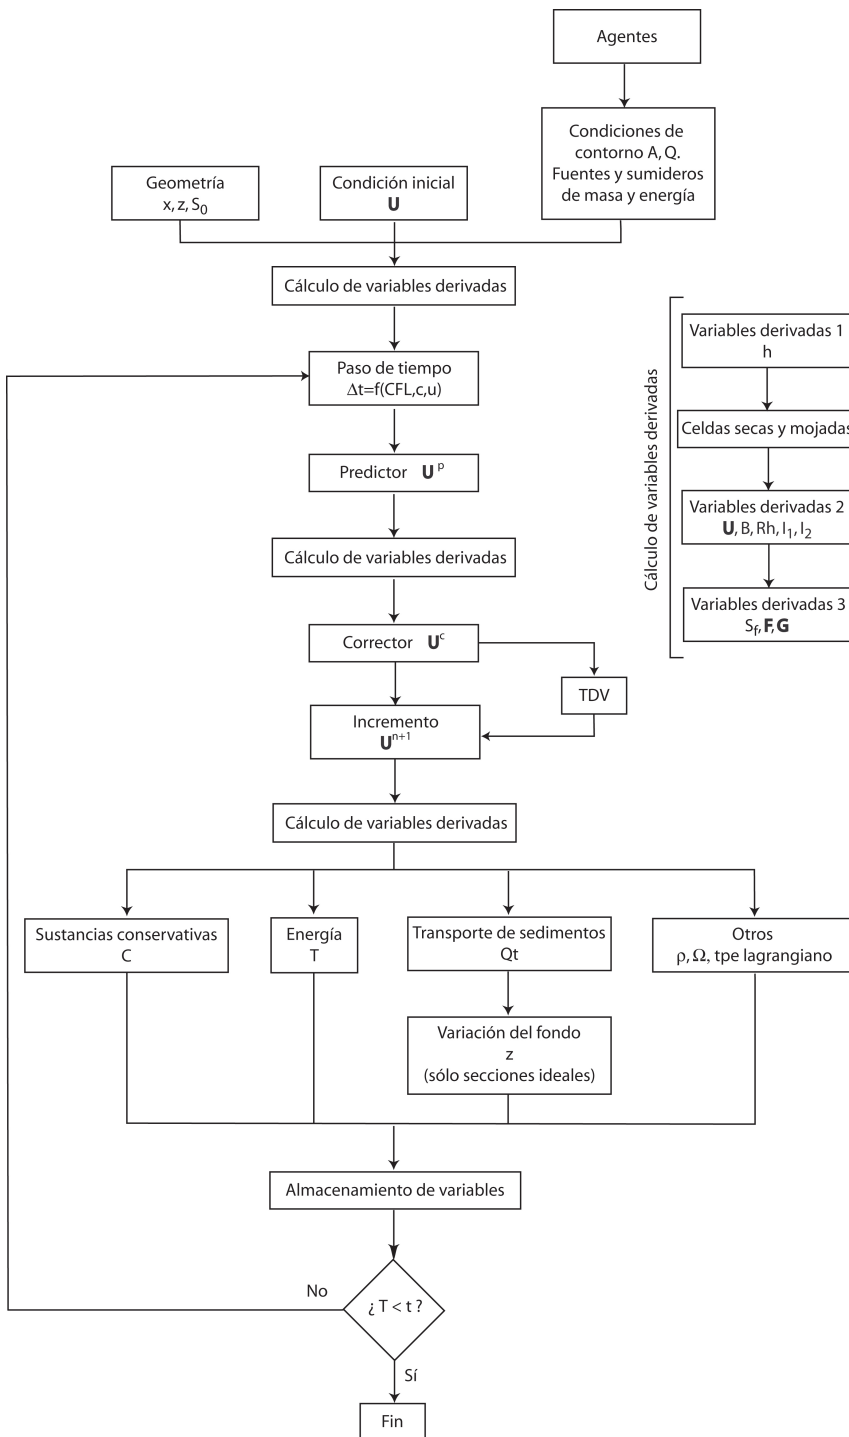 Agentes
Condiciones de
contorno A, Q.
Fuentes y sumideros
de masa y energía
Geometría
x, z, S₀
Condición inicial
U
Cálculo de variables derivadas
Paso de tiempo
Δt=f(CFL,c,u)
Predictor Uᵖ
Cálculo de variables derivadas
Corrector Uᶜ
TDV
Incremento
Uⁿ⁺¹
Cálculo de variables derivadas
Cálculo de variables derivadas
Variables derivadas 1
h
Celdas secas y mojadas
Variables derivadas 2
U, B, Rh, I₁, I₂
Variables derivadas 3
S_f, F, G
Sustancias conservativas
C
Energía
T
Transporte de sedimentos
Qt
Otros
ρ, Ω, tpe lagrangiano
Variación del fondo
z
(sólo secciones ideales)
Almacenamiento de variables
No
¿ T < t ?
Sí
Fin